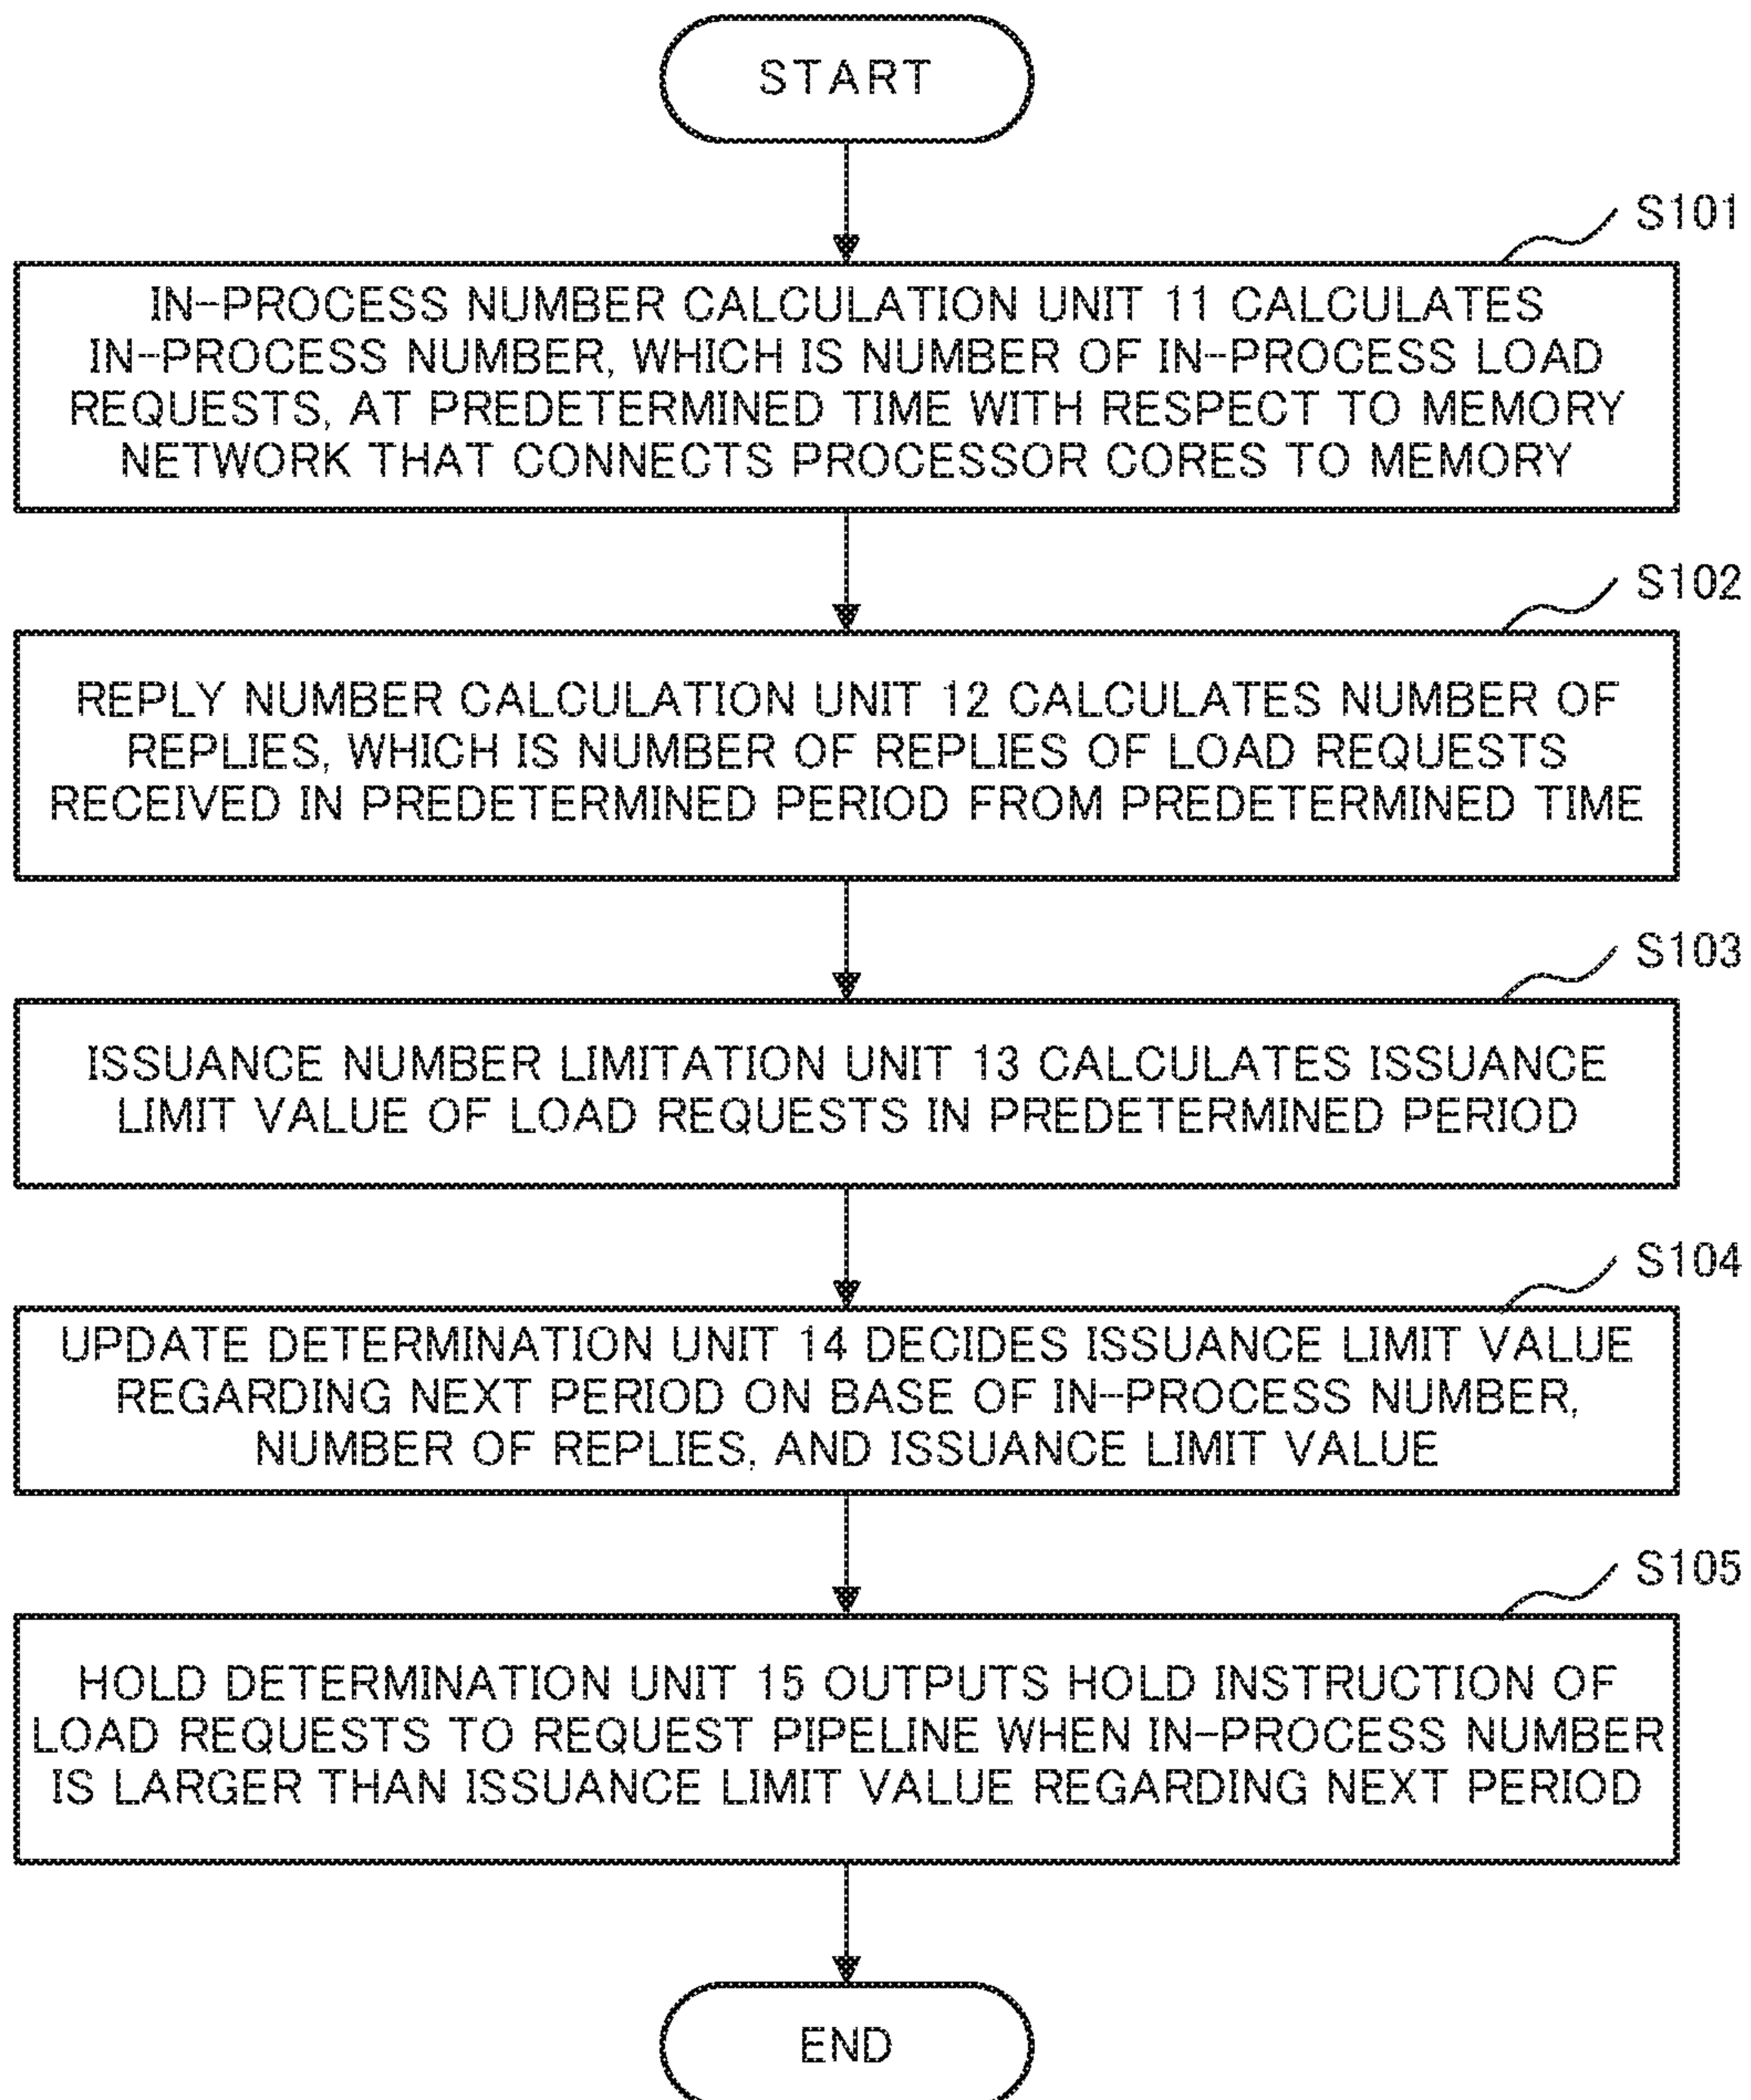 START
S101
IN-PROCESS NUMBER CALCULATION UNIT 11 CALCULATES
IN-PROCESS NUMBER, WHICH IS NUMBER OF IN-PROCESS LOAD
REQUESTS, AT PREDETERMINED TIME WITH RESPECT TO MEMORY
NETWORK THAT CONNECTS PROCESSOR CORES TO MEMORY
S102
REPLY NUMBER CALCULATION UNIT 12 CALCULATES NUMBER OF
REPLIES, WHICH IS NUMBER OF REPLIES OF LOAD REQUESTS
RECEIVED IN PREDETERMINED PERIOD FROM PREDETERMINED TIME
S103
ISSUANCE NUMBER LIMITATION UNIT 13 CALCULATES ISSUANCE
LIMIT VALUE OF LOAD REQUESTS IN PREDETERMINED PERIOD
S104
UPDATE DETERMINATION UNIT 14 DECIDES ISSUANCE LIMIT VALUE
REGARDING NEXT PERIOD ON BASE OF IN-PROCESS NUMBER,
NUMBER OF REPLIES, AND ISSUANCE LIMIT VALUE
S105
HOLD DETERMINATION UNIT 15 OUTPUTS HOLD INSTRUCTION OF
LOAD REQUESTS TO REQUEST PIPELINE WHEN IN-PROCESS NUMBER
IS LARGER THAN ISSUANCE LIMIT VALUE REGARDING NEXT PERIOD
END